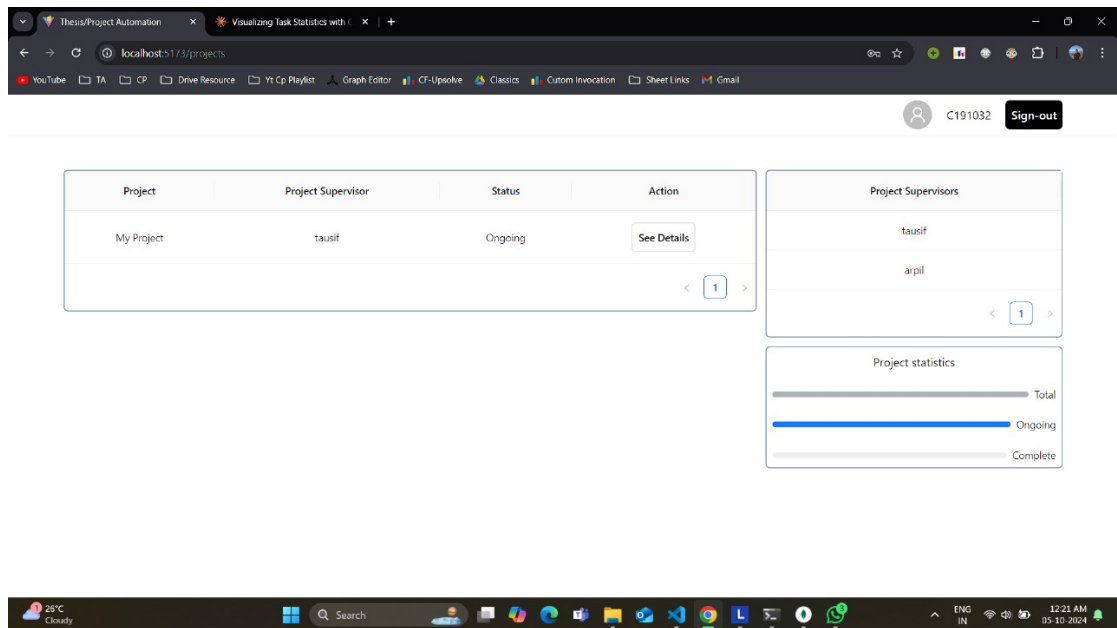 Thesis/Project Automation
Visualizing Task Statistics with C
localhost:5173/projects
YouTube TA CP Drive Resource Yt Cp Playlist Graph Editor CF-Upsolve Classics Cutom Invocation Sheet Links Gmail
C191032 Sign-out
Project Project Supervisor Status Action
My Project tausif Ongoing See Details
< 1 >
Project Supervisors
tausif
arpil
< 1 >
Project statistics
Total
Ongoing
Complete
1
26°C
Cloudy
Search
L
3
ENG
IN
12:21 AM
05-10-2024